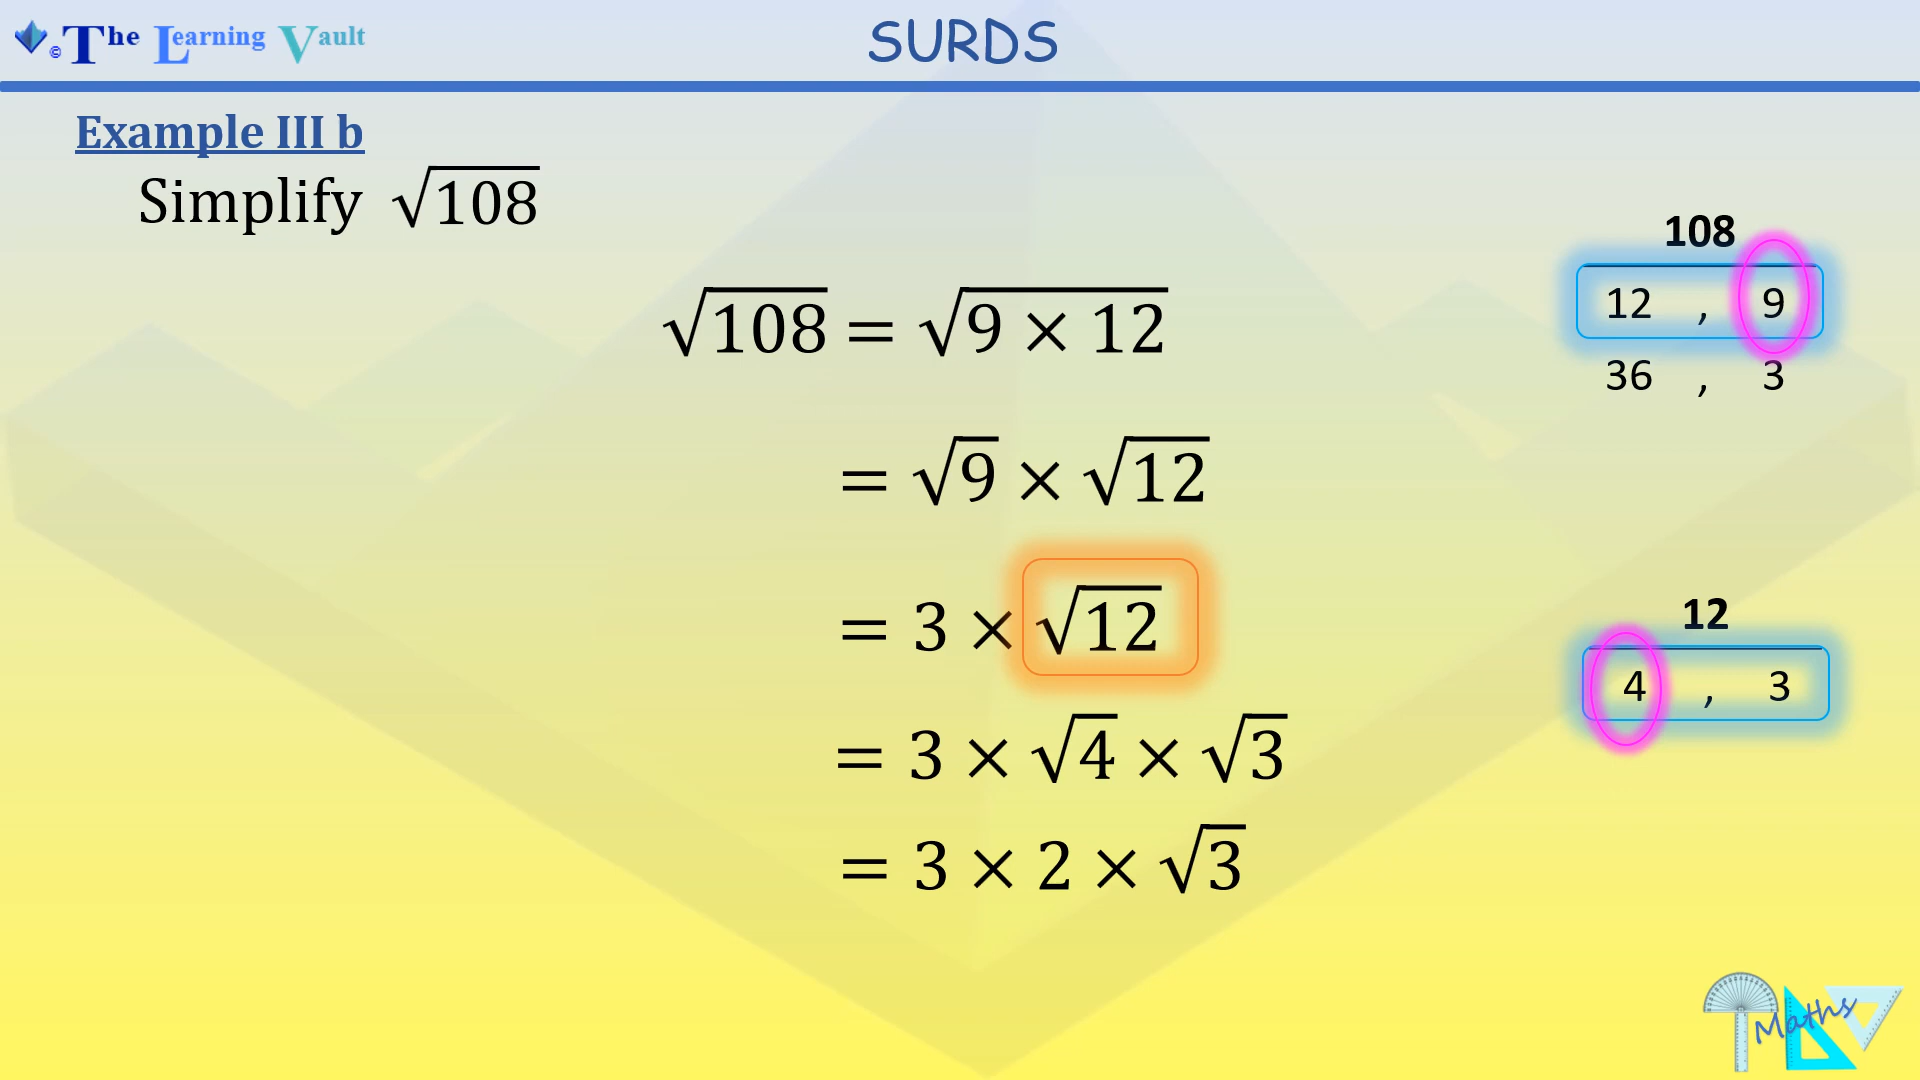 © The Learning Vault
SURDS
Example III b
Simplify √108
√108 = √9 × 12
= √9 × √12
= 3 × √12
= 3 × √4 × √3
= 3 × 2 × √3
108
12 , 9
36 , 3
12
4 , 3
Maths